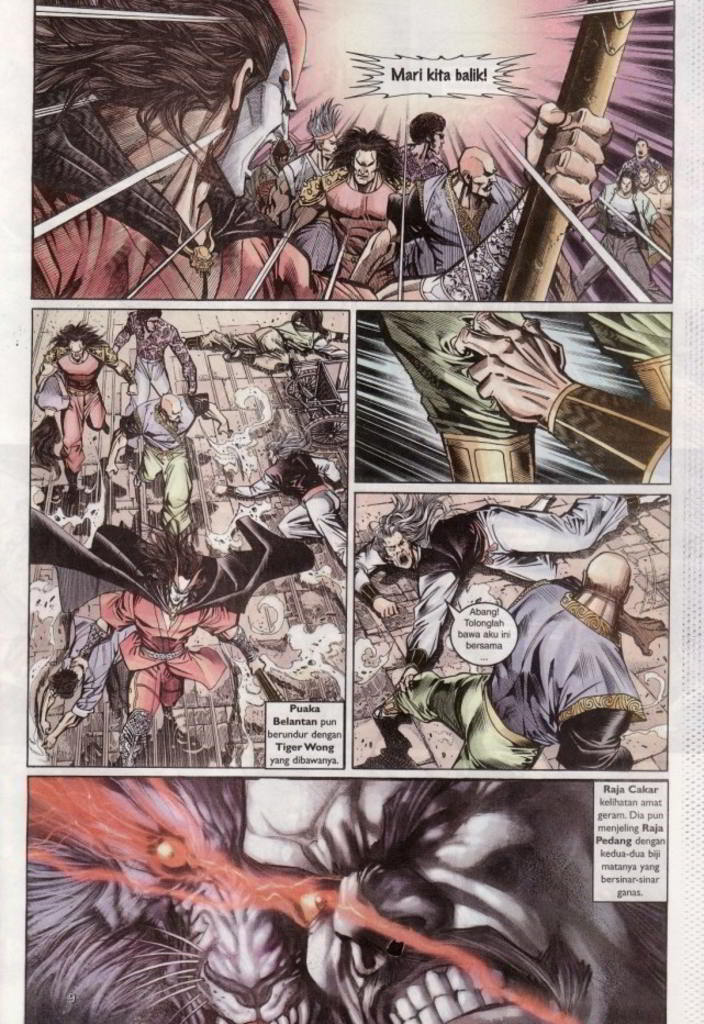 Mari kita balik!
Puaka
Belantan pun
berundur dengan
Tiger Wong
yang dibawanya.
Abang!
Tolonglah
bawa aku ini
bersama
...
Raja Cakar
kelihatan amat
geram. Dia pun
menjeling Raja
Pedang dengan
kedua-dua biji
matanya yang
bersinar-sinar
ganas.
9